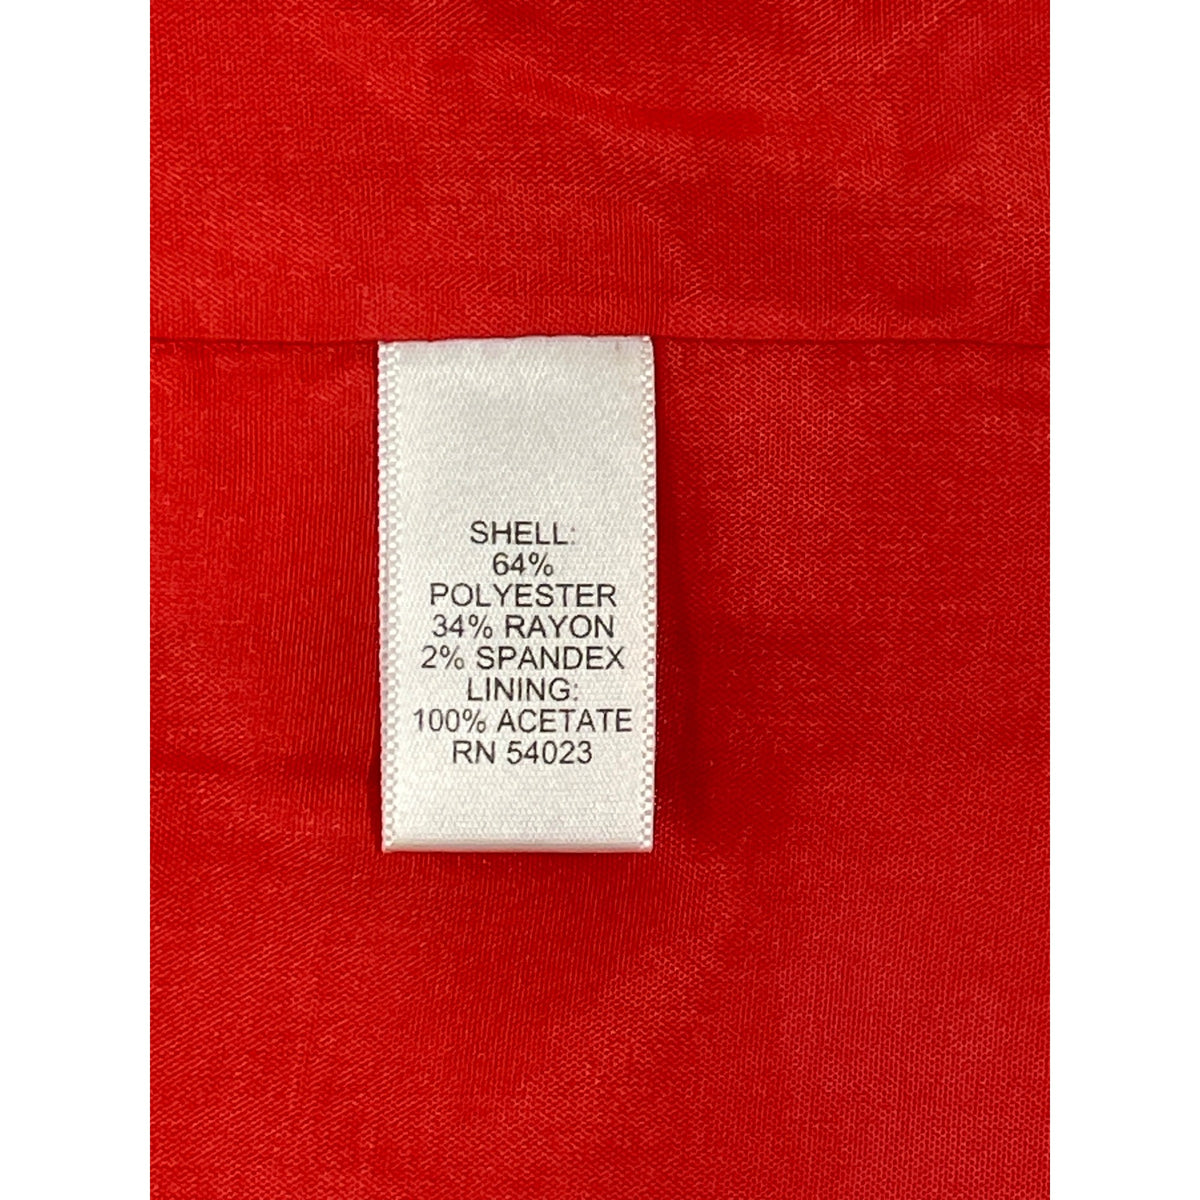 SHELL:
64%
POLYESTER
34% RAYON
2% SPANDEX
LINING:
100% ACETATE
RN 54023